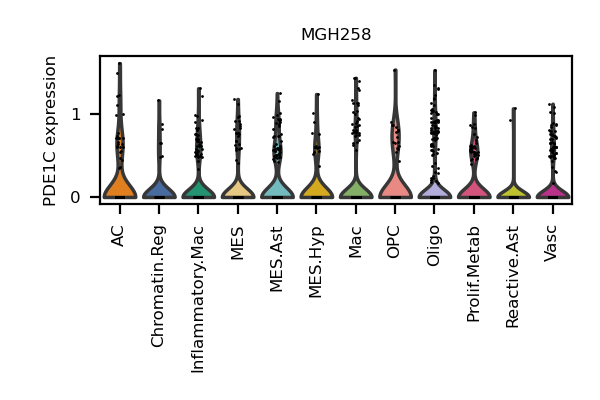 MGH258
PDE1C expression
1
0
AC
Chromatin.Reg
Inflammatory.Mac
MES
MES.Ast
MES.Hyp
Mac
OPC
Oligo
Prolif.Metab
Reactive.Ast
Vasc